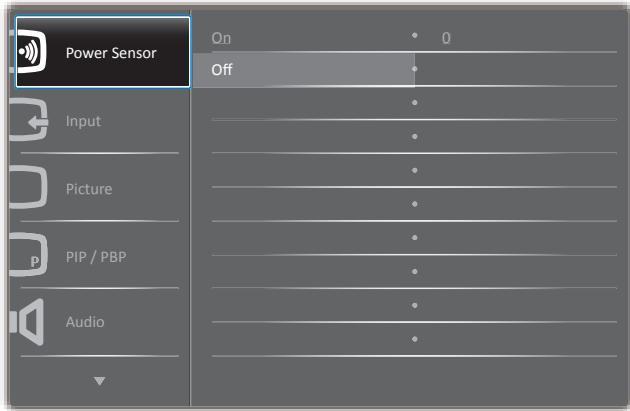 Power Sensor
On 0
Off
Input
Picture
P
PIP / PBP
Audio